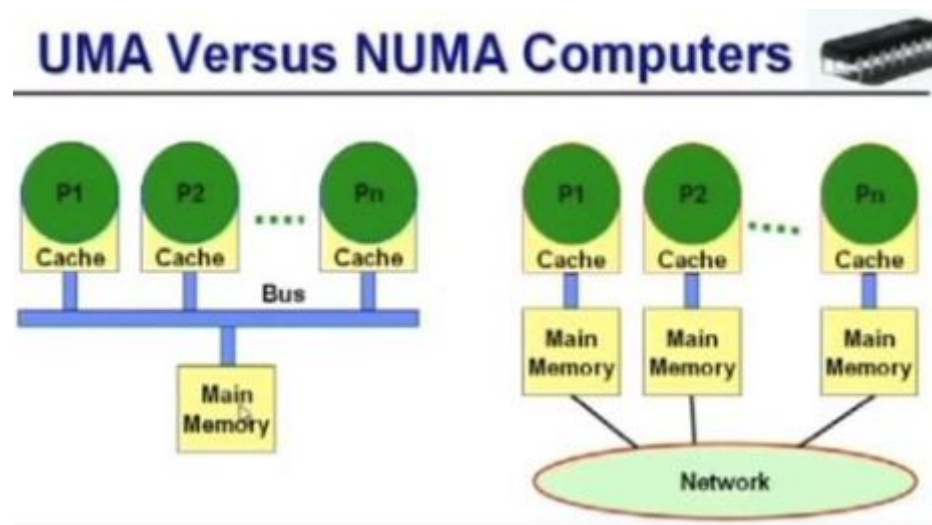 UMA Versus NUMA Computers
P1 P2 Pn
Cache Cache Cache
Bus
Main
Memory
P1 P2 Pn
Cache Cache Cache
Main Main Main
Memory Memory Memory
Network